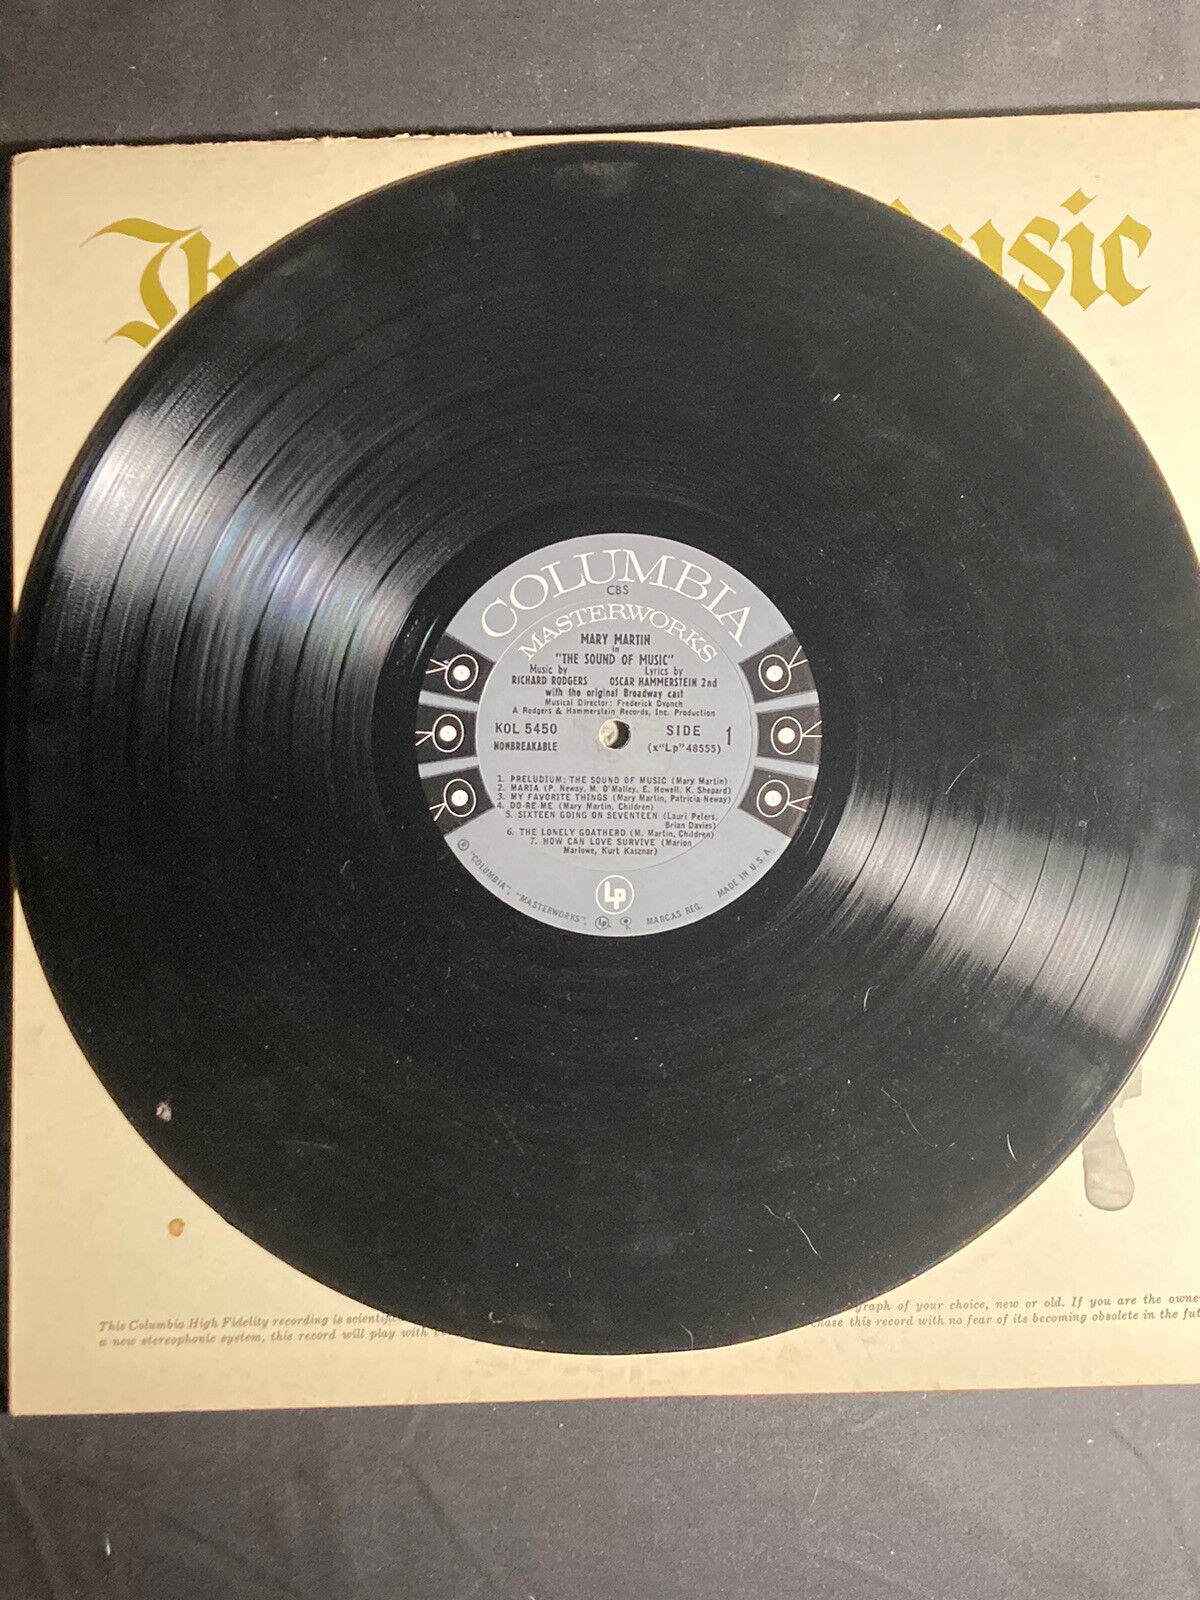 Th
usic
COLUMBIA
CBS
MASTERWORKS
MARY MARTIN
in
"THE SOUND OF MUSIC"
Music by Lyrics by
RICHARD RODGERS OSCAR HAMMERSTEIN 2nd
with the original Broadway cast
Musical Director: Frederick Dvonch
A Rodgers & Hammerstein Records, Inc. Production
KOL 5450 SIDE 1
NONBREAKABLE (x"Lp"48555)
1. PRELUDIUM: THE SOUND OF MUSIC (Mary Martin)
2. MARIA (P. Neway, M. O'Malley, E. Howell, K. Shepard)
3. MY FAVORITE THINGS (Mary Martin, Patricia Neway)
4. DO-RE-ME (Mary Martin, Children)
5. SIXTEEN GOING ON SEVENTEEN (Lauri Peters,
Brian Davies)
6. THE LONELY GOATHERD (M. Martin, Children)
7. HOW CAN LOVE SURVIVE (Marion
Marlowe, Kurt Kasznar)
Lp
℗ "COLUMBIA", "MASTERWORKS", Lp, MARCAS REG. MADE IN U.S.A.
This Columbia High Fidelity recording is scientific
graph of your choice, new or old. If you are the owne
a new stereophonic system, this record will play with
chase this record with no fear of its becoming obsolete in the fut